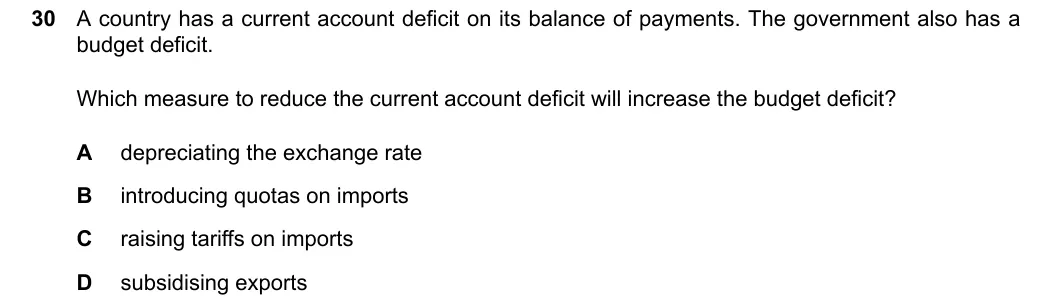 30 A country has a current account deficit on its balance of payments. The government also has a
budget deficit.
Which measure to reduce the current account deficit will increase the budget deficit?
A depreciating the exchange rate
B introducing quotas on imports
C raising tariffs on imports
D subsidising exports